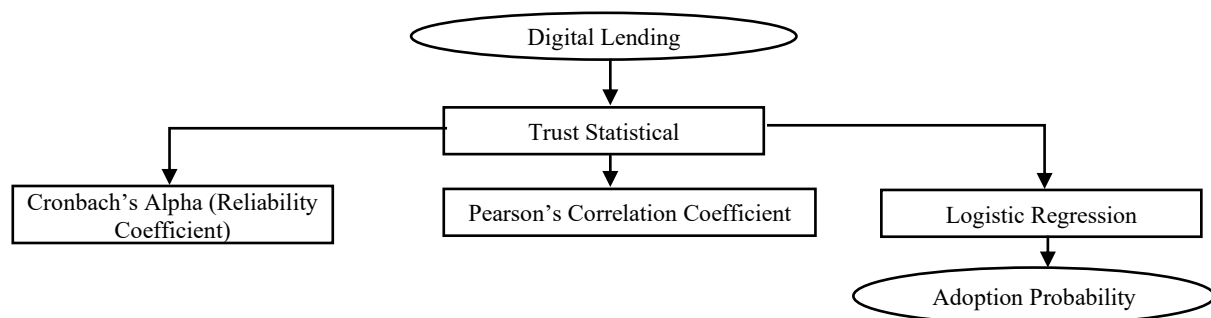 Digital Lending
Trust Statistical
Cronbach’s Alpha (Reliability
Coefficient)
Pearson’s Correlation Coefficient
Logistic Regression
Adoption Probability